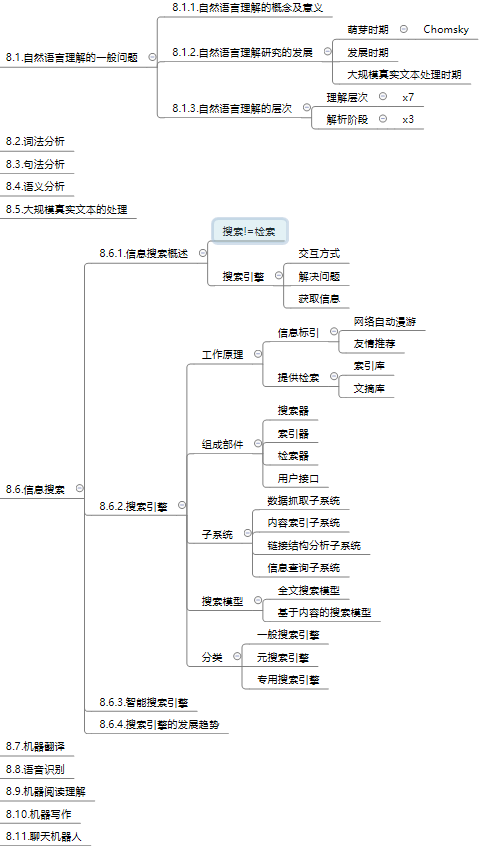 8.1.自然语言理解的一般问题
8.1.1.自然语言理解的概念及意义
8.1.2.自然语言理解研究的发展
萌芽时期
Chomsky
发展时期
大规模真实文本处理时期
8.1.3.自然语言理解的层次
理解层次
x7
解析阶段
x3
8.2.词法分析
8.3.句法分析
8.4.语义分析
8.5.大规模真实文本的处理
8.6.信息搜索
8.6.1.信息搜索概述
搜索!=检索
搜索引擎
交互方式
解决问题
获取信息
8.6.2.搜索引擎
工作原理
信息标引
网络自动漫游
友情推荐
提供检索
索引库
文摘库
组成部件
搜索器
索引器
检索器
用户接口
子系统
数据抓取子系统
内容索引子系统
链接结构分析子系统
信息查询子系统
搜索模型
全文搜索模型
基于内容的搜索模型
分类
一般搜索引擎
元搜索引擎
专用搜索引擎
8.6.3.智能搜索引擎
8.6.4.搜索引擎的发展趋势
8.7.机器翻译
8.8.语音识别
8.9.机器阅读理解
8.10.机器写作
8.11.聊天机器人